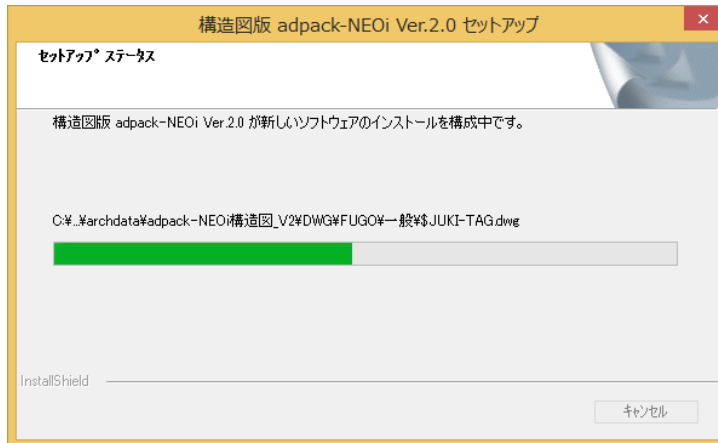 構造図版 adpack-NEOi Ver.2.0 セットアップ
×
ｾｯﾄｱｯﾌﾟ ｽﾃｰﾀｽ
構造図版 adpack-NEOi Ver.2.0 が新しいソフトウェアのインストールを構成中です。
C:¥...¥archdata¥adpack-NEOi構造図_V2¥DWG¥FUGO¥一般¥$JUKI-TAG.dwg
InstallShield
ｷｬﾝｾﾙ